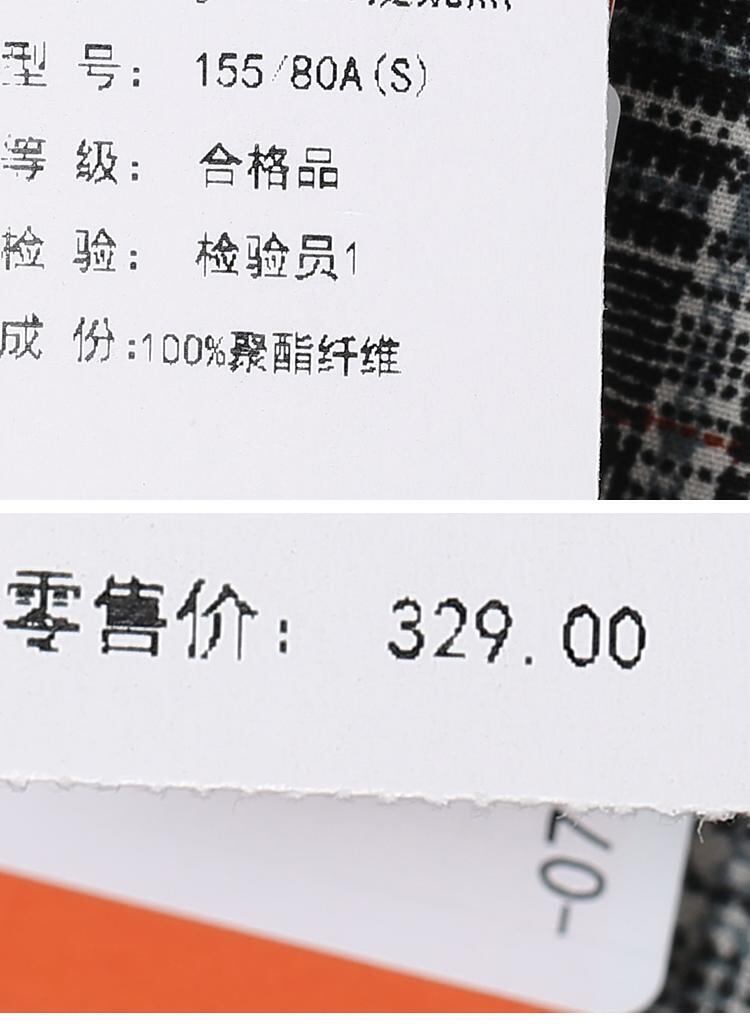 型 号: 155/80A(S)
等 级: 合格品
检 验: 检验员1
成 份:100%聚酯纤维
零售价: 329.00
-07